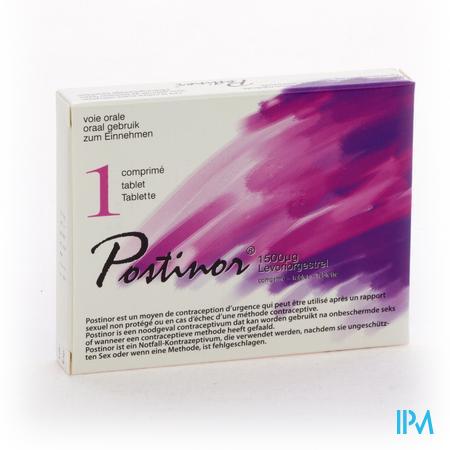 voie orale
oraal gebruik
zum Einnehmen
1
comprimé
tablet
Tablette
Postinor®
1500µg
Levonorgestrel
comprimé - tablet - Tablette
Postinor est un moyen de contraception d'urgence qui peut être utilisé après un rapport
sexuel non protégé ou en cas d'échec d'une méthode contraceptive.
Postinor is een noodgeval contraceptivum dat kan worden gebruikt na onbeschermde seks
of wanneer een contraceptieve methode heeft gefaald.
Postinor ist ein Notfall-Kontrazeptivum, die verwendet werden, nachdem sie ungeschütz-
ten Sex oder wenn eine Methode, ist fehlgeschlagen.
IPM